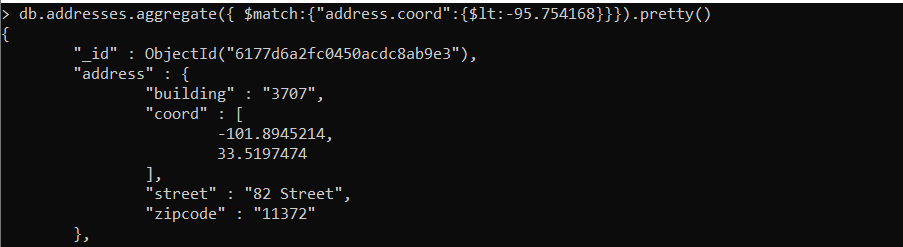 > db.addresses.aggregate({ $match:{"address.coord":{$lt:-95.754168}}}).pretty()
{
        "_id" : ObjectId("6177d6a2fc0450acdc8ab9e3"),
        "address" : {
                "building" : "3707",
                "coord" : [
                        -101.8945214,
                        33.5197474
                ],
                "street" : "82 Street",
                "zipcode" : "11372"
        },